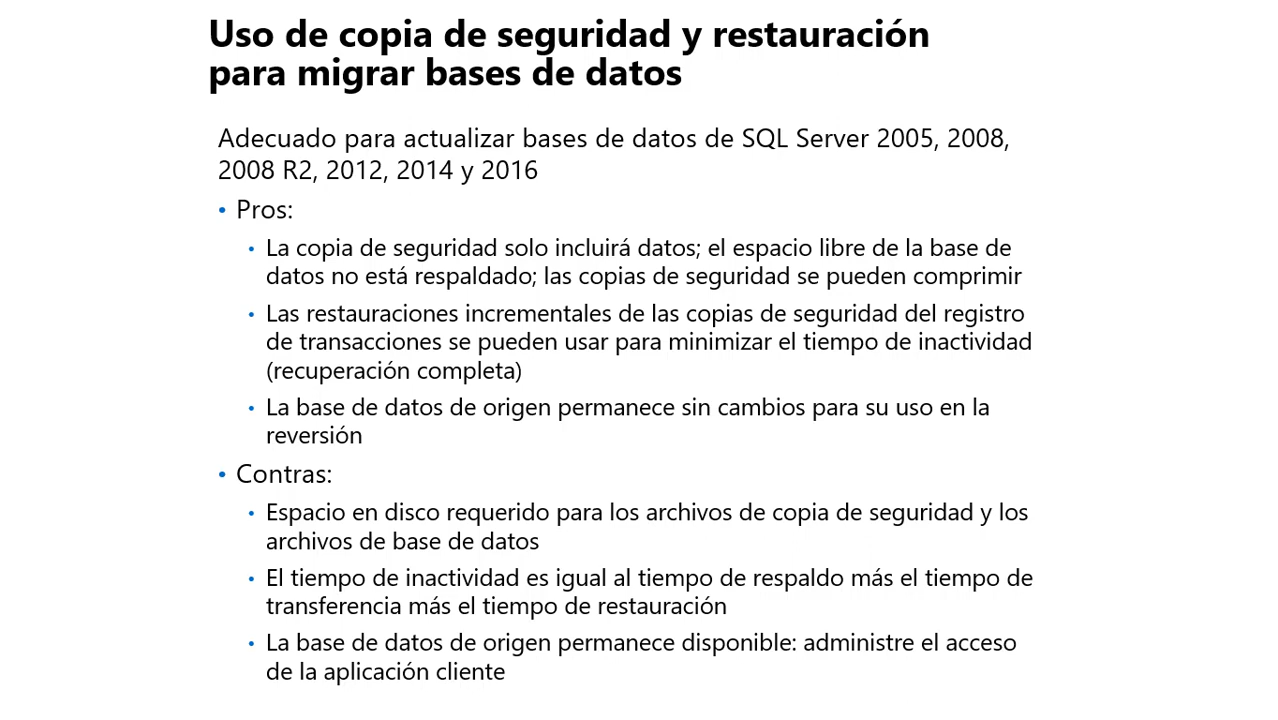 Uso de copia de seguridad y restauración
para migrar bases de datos
Adecuado para actualizar bases de datos de SQL Server 2005, 2008,
2008 R2, 2012, 2014 y 2016
• Pros:
• La copia de seguridad solo incluirá datos; el espacio libre de la base de
datos no está respaldado; las copias de seguridad se pueden comprimir
• Las restauraciones incrementales de las copias de seguridad del registro
de transacciones se pueden usar para minimizar el tiempo de inactividad
(recuperación completa)
• La base de datos de origen permanece sin cambios para su uso en la
reversión
• Contras:
• Espacio en disco requerido para los archivos de copia de seguridad y los
archivos de base de datos
• El tiempo de inactividad es igual al tiempo de respaldo más el tiempo de
transferencia más el tiempo de restauración
• La base de datos de origen permanece disponible: administre el acceso
de la aplicación cliente